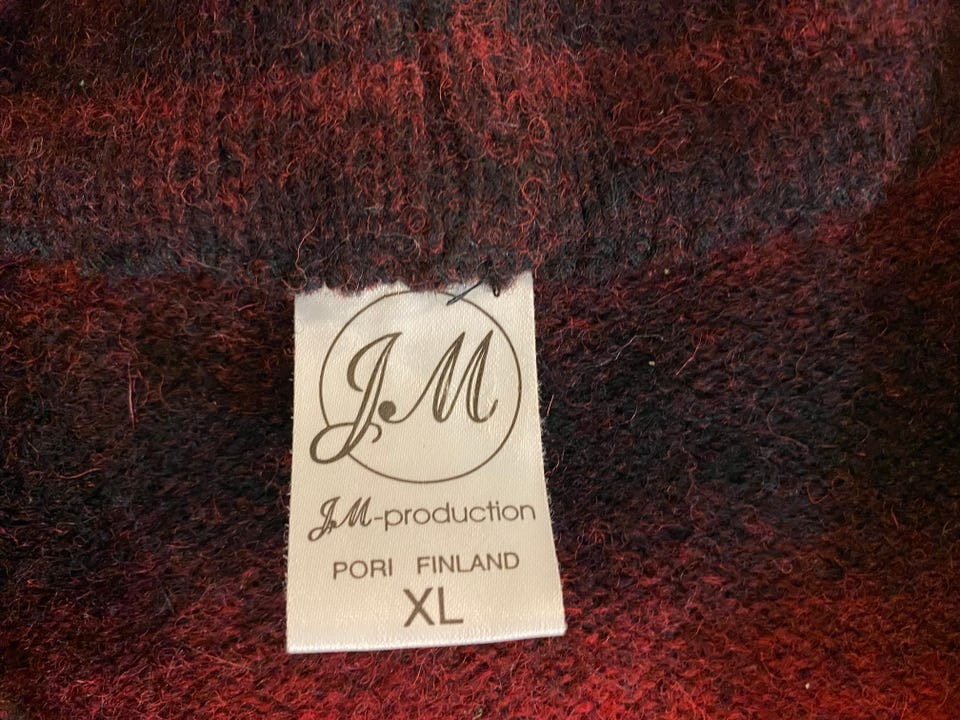 JM
JM-production
PORI FINLAND
XL